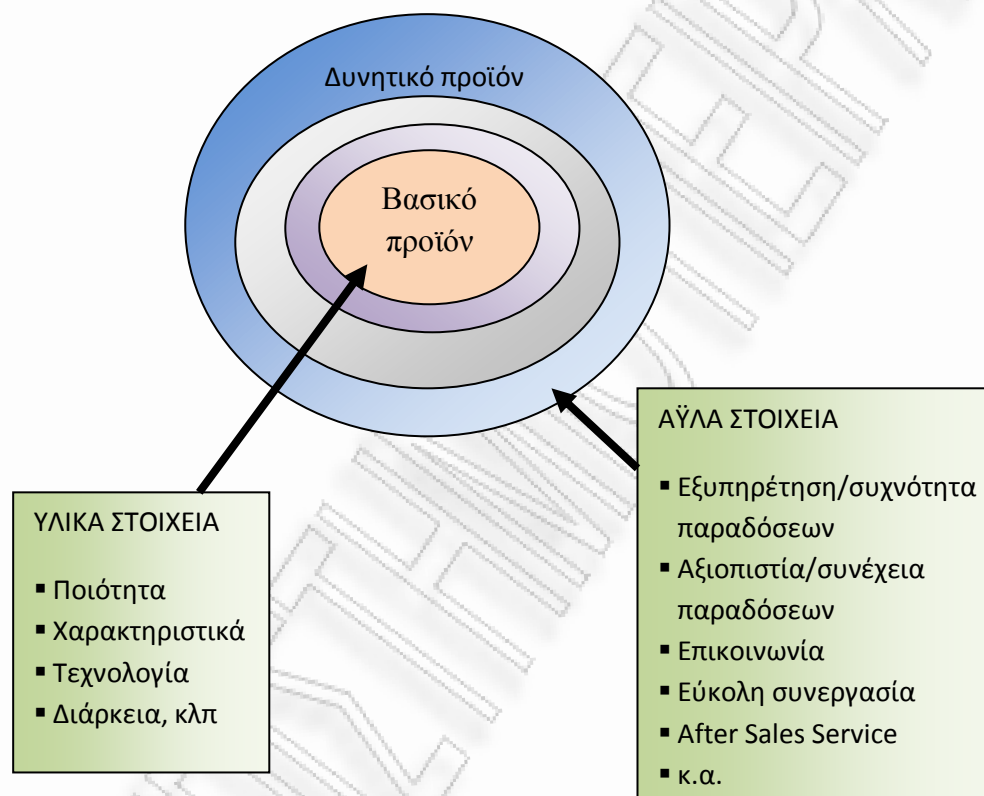 Δυνητικό προϊόν
Βασικό
προϊόν
ΥΛΙΚΑ ΣΤΟΙΧΕΙΑ
▪ Ποιότητα
▪ Χαρακτηριστικά
▪ Τεχνολογία
▪ Διάρκεια, κλπ
ΑΫΛΑ ΣΤΟΙΧΕΙΑ
▪ Εξυπηρέτηση/συχνότητα
παραδόσεων
▪ Αξιοπιστία/συνέχεια
παραδόσεων
▪ Επικοινωνία
▪ Εύκολη συνεργασία
▪ After Sales Service
▪ κ.α.